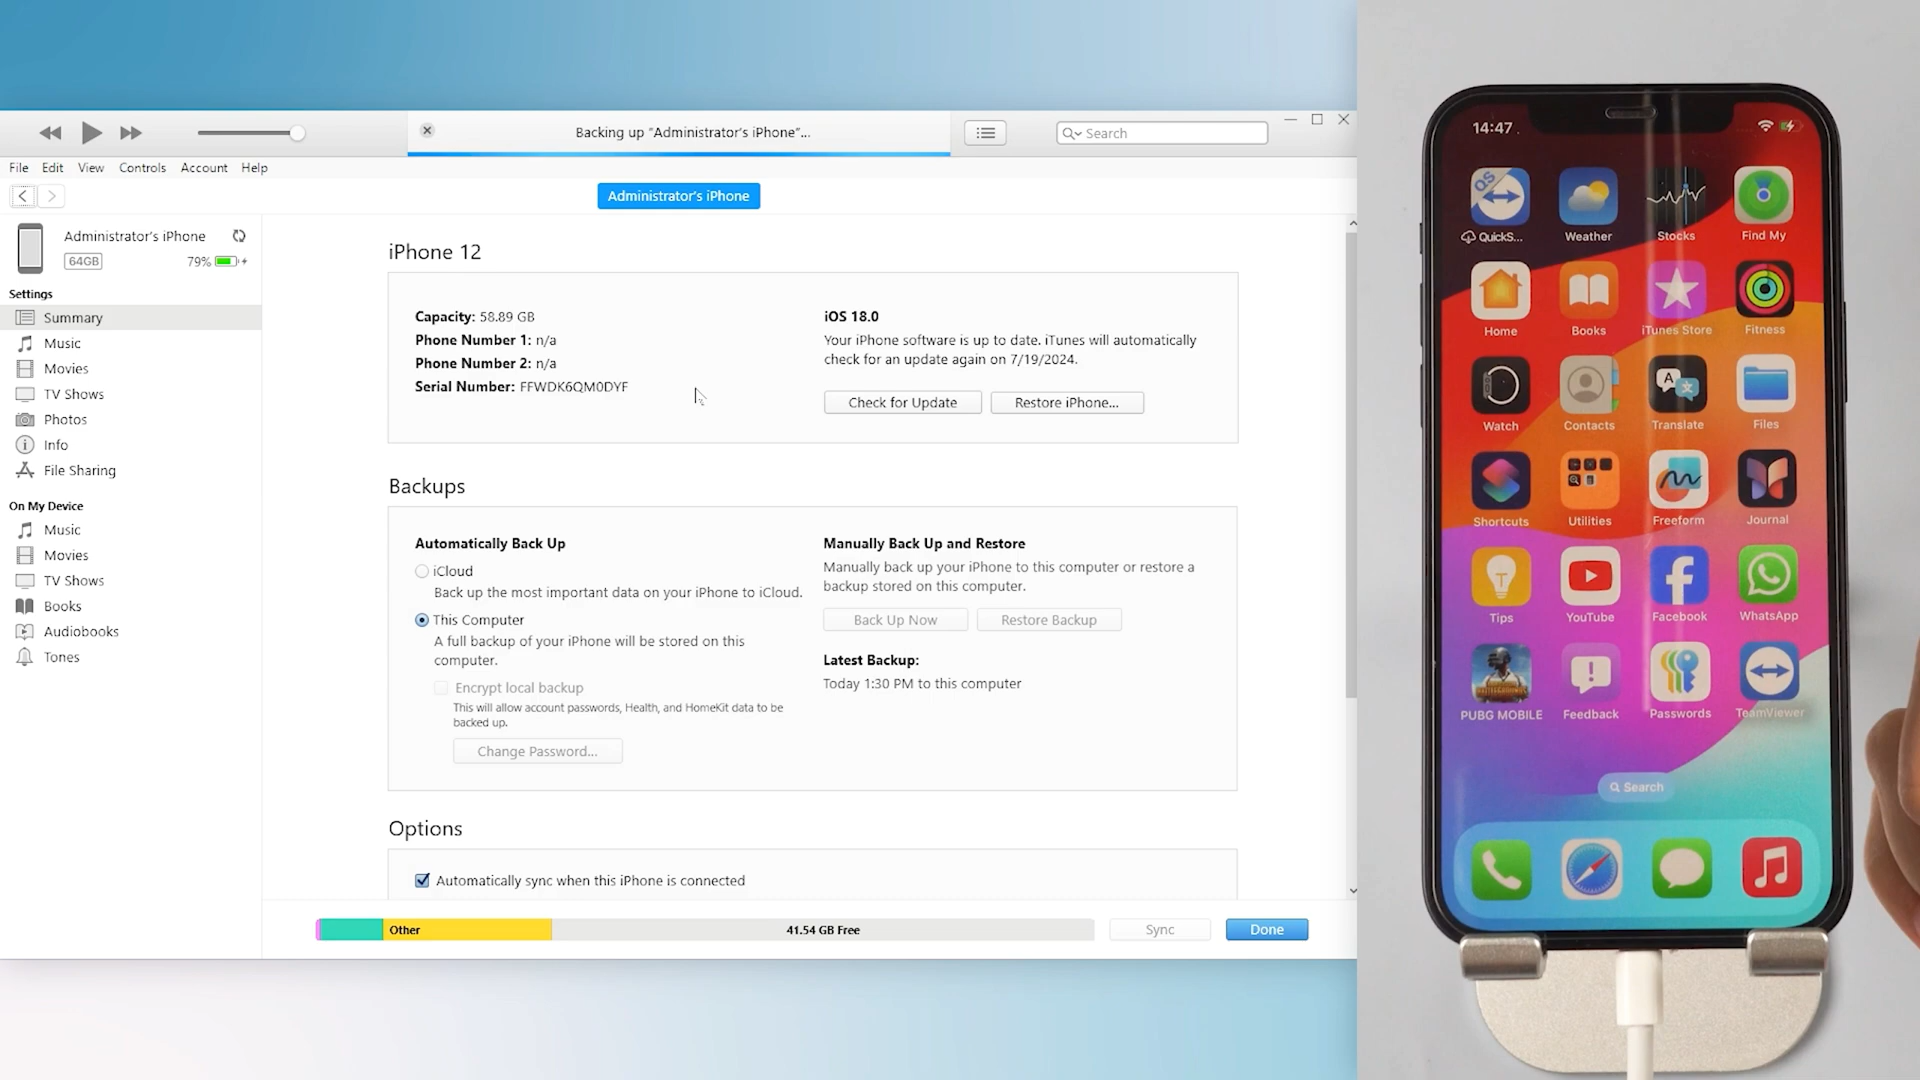 Backing up "Administrator's iPhone"...
Search
File Edit View Controls Account Help
Administrator's iPhone
Administrator's iPhone
64GB
79%
Settings
Summary
Music
Movies
TV Shows
Photos
Info
File Sharing
On My Device
Music
Movies
TV Shows
Books
Audiobooks
Tones
iPhone 12
Capacity: 58.89 GB
Phone Number 1: n/a
Phone Number 2: n/a
Serial Number: FFWDK6QM0DYF
iOS 18.0
Your iPhone software is up to date. iTunes will automatically
check for an update again on 7/19/2024.
Check for Update
Restore iPhone...
Backups
Automatically Back Up
iCloud
Back up the most important data on your iPhone to iCloud.
This Computer
A full backup of your iPhone will be stored on this
computer.
Encrypt local backup
This will allow account passwords, Health, and HomeKit data to be
backed up.
Change Password...
Manually Back Up and Restore
Manually back up your iPhone to this computer or restore a
backup stored on this computer.
Back Up Now
Restore Backup
Latest Backup:
Today 1:30 PM to this computer
Options
Automatically sync when this iPhone is connected
Other
41.54 GB Free
Sync
Done
14:47
QS
QuickS...
Weather
Stocks
Find My
Home
Books
iTunes Store
Fitness
Watch
Contacts
Translate
Files
Shortcuts
Utilities
Freeform
Journal
Tips
YouTube
Facebook
WhatsApp
PUBG MOBILE
Feedback
Passwords
TeamViewer
Search